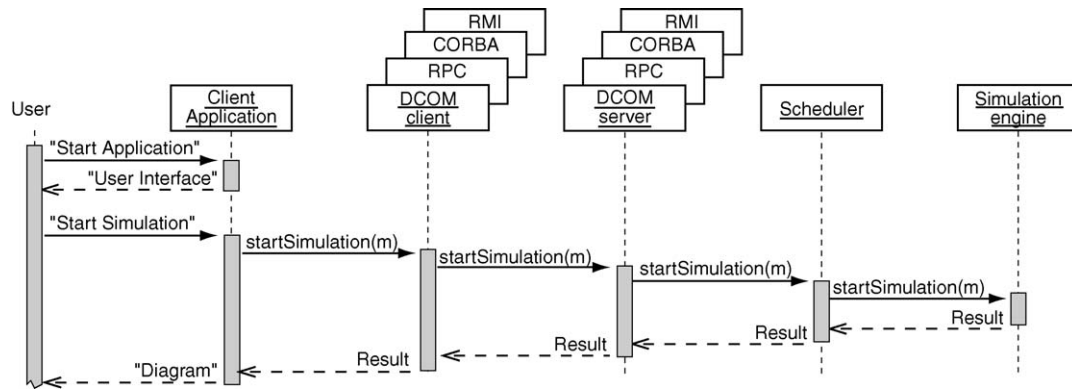 RMI
RMI
CORBA
CORBA
RPC
RPC
User
Client
Application
DCOM
client
DCOM
server
Scheduler
Simulation
engine
"Start Application"
"User Interface"
"Start Simulation"
startSimulation(m)
startSimulation(m)
startSimulation(m)
startSimulation(m)
Result
Result
Result
Result
"Diagram"